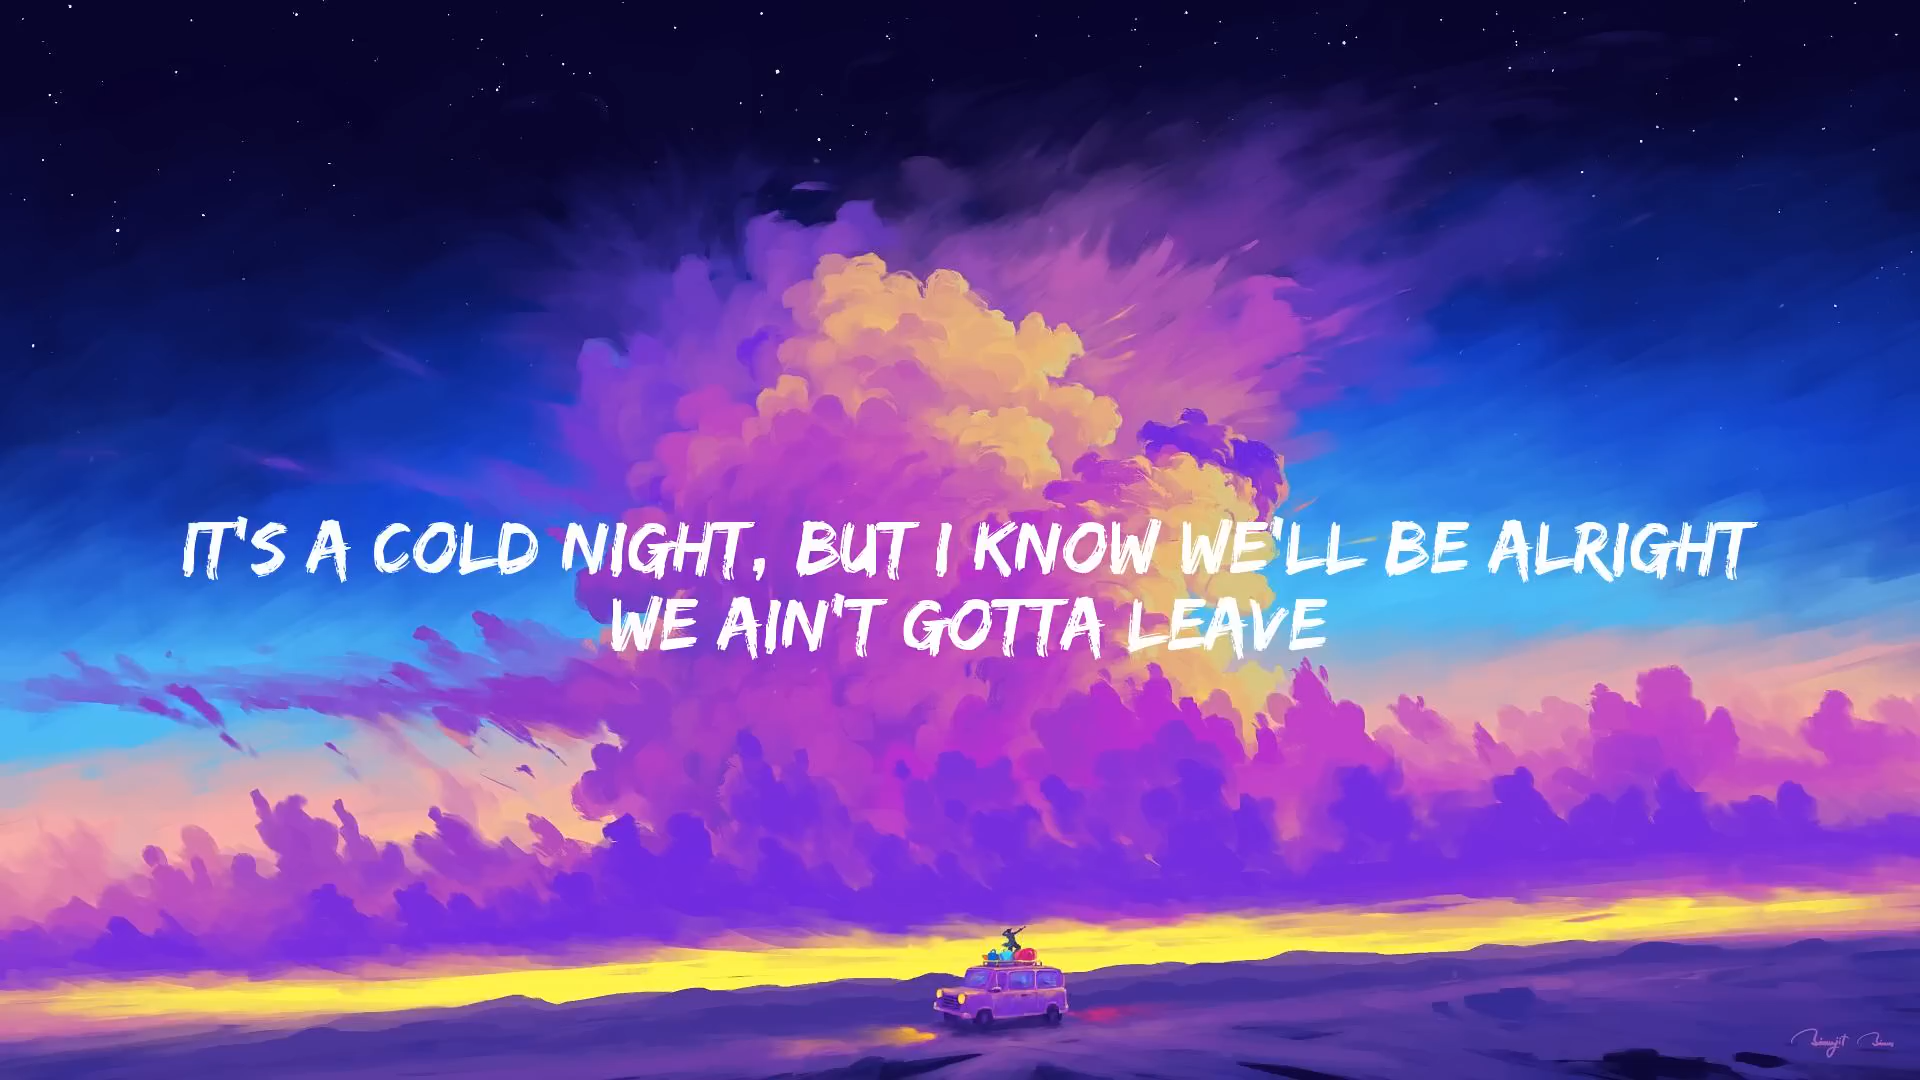 IT'S A COLD NIGHT, BUT I KNOW WE'LL BE ALRIGHT
WE AIN'T GOTTA LEAVE